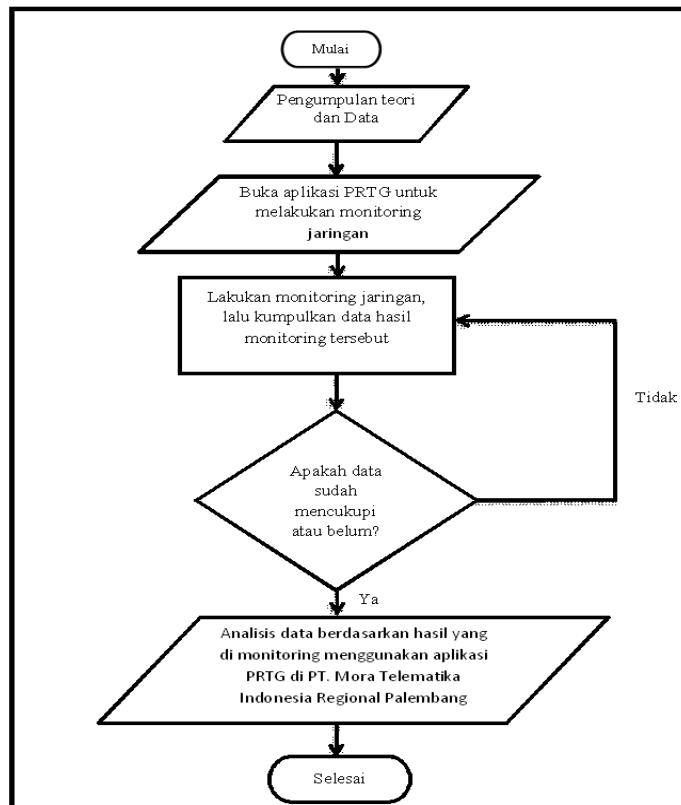 Mulai
Pengumpulan teori
dan Data
Buka aplikasi PRTG untuk
melakukan monitoring
jaringan
Lakukan monitoring jaringan,
lalu kumpulkan data hasil
monitoring tersebut
Tidak
Apakah data
sudah
mencukupi
atau belum?
Ya
Analisis data berdasarkan hasil yang
di monitoring menggunakan aplikasi
PRTG di PT. Mora Telematika
Indonesia Regional Palembang
Selesai